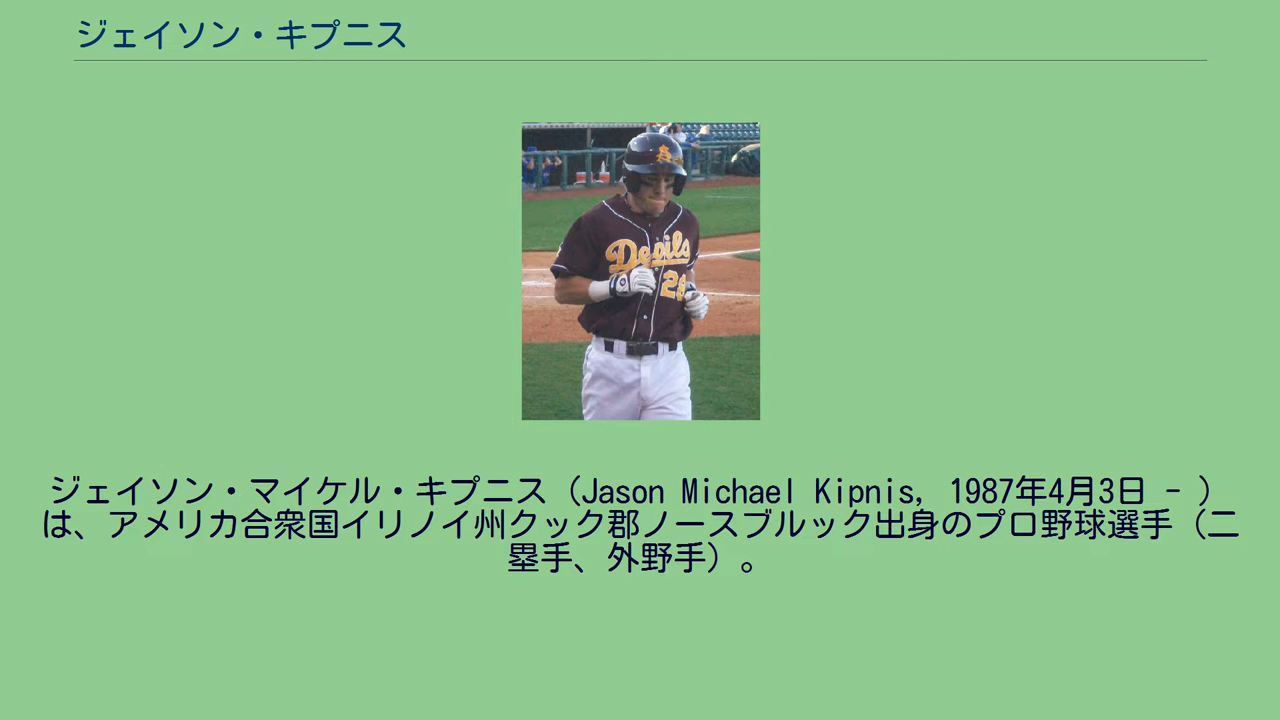 ジェイソン・キプニス
Devils
28
ジェイソン・マイケル・キプニス（Jason Michael Kipnis, 1987年4月3日 - ）
は、アメリカ合衆国イリノイ州クック郡ノースブルック出身のプロ野球選手（二
塁手、外野手）。